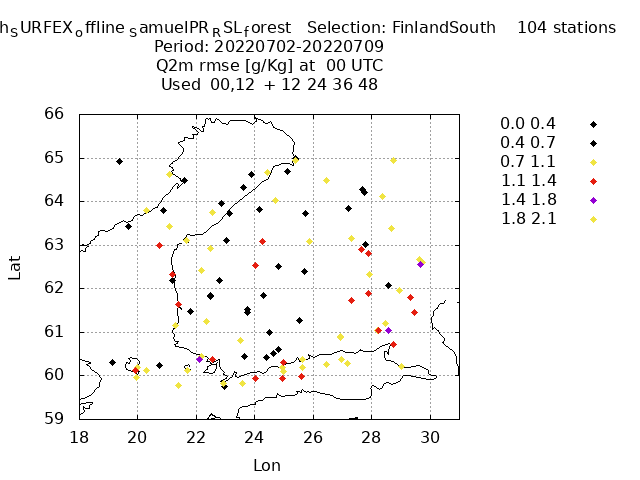 hSURFEXoffline SamuelPRRSLforest Selection: FinlandSouth 104 stations
Period: 20220702-20220709
Q2m rmse [g/Kg] at 00 UTC
Used 00,12 + 12 24 36 48
66
65
64
63
62
61
60
59
18 20 22 24 26 28 30
Lat
Lon
0.0 0.4
0.4 0.7
0.7 1.1
1.1 1.4
1.4 1.8
1.8 2.1